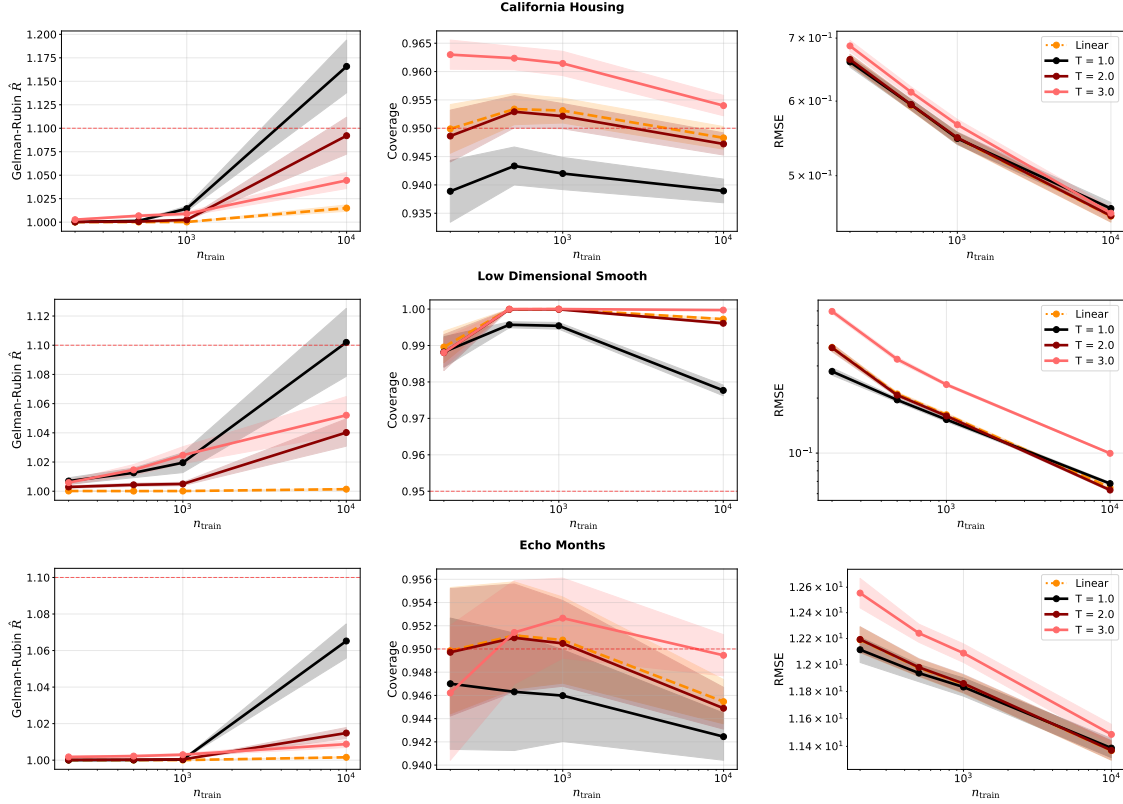 California Housing
Gelman-Rubin R̂
1.200
1.175
1.150
1.125
1.100
1.075
1.050
1.025
1.000
10³
10⁴
n_train
Coverage
0.965
0.960
0.955
0.950
0.945
0.940
0.935
10³
10⁴
n_train
RMSE
7 × 10⁻¹
6 × 10⁻¹
5 × 10⁻¹
10³
10⁴
n_train
Linear
T = 1.0
T = 2.0
T = 3.0
Low Dimensional Smooth
Gelman-Rubin R̂
1.12
1.10
1.08
1.06
1.04
1.02
1.00
10³
10⁴
n_train
Coverage
1.00
0.99
0.98
0.97
0.96
0.95
10³
10⁴
n_train
RMSE
10⁻¹
10³
10⁴
n_train
Linear
T = 1.0
T = 2.0
T = 3.0
Echo Months
Gelman-Rubin R̂
1.10
1.08
1.06
1.04
1.02
1.00
10³
10⁴
n_train
Coverage
0.956
0.954
0.952
0.950
0.948
0.946
0.944
0.942
0.940
10³
10⁴
n_train
RMSE
1.26 × 10¹
1.24 × 10¹
1.22 × 10¹
1.2 × 10¹
1.18 × 10¹
1.16 × 10¹
1.14 × 10¹
10³
10⁴
n_train
Linear
T = 1.0
T = 2.0
T = 3.0